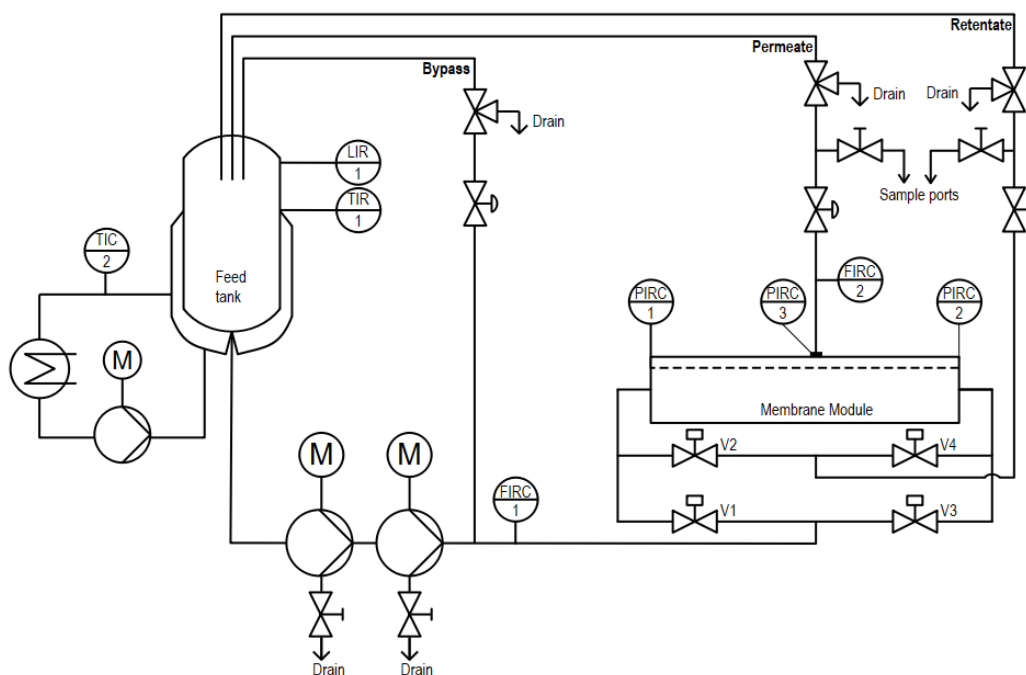 Retentate
Permeate
Bypass
Drain
Drain
Drain
LIR
1
TIR
1
Sample ports
TIC
2
Feed
tank
FIRC
2
PIRC
1
PIRC
3
PIRC
2
M
Membrane Module
V2
V4
M
M
FIRC
1
V1
V3
Drain
Drain